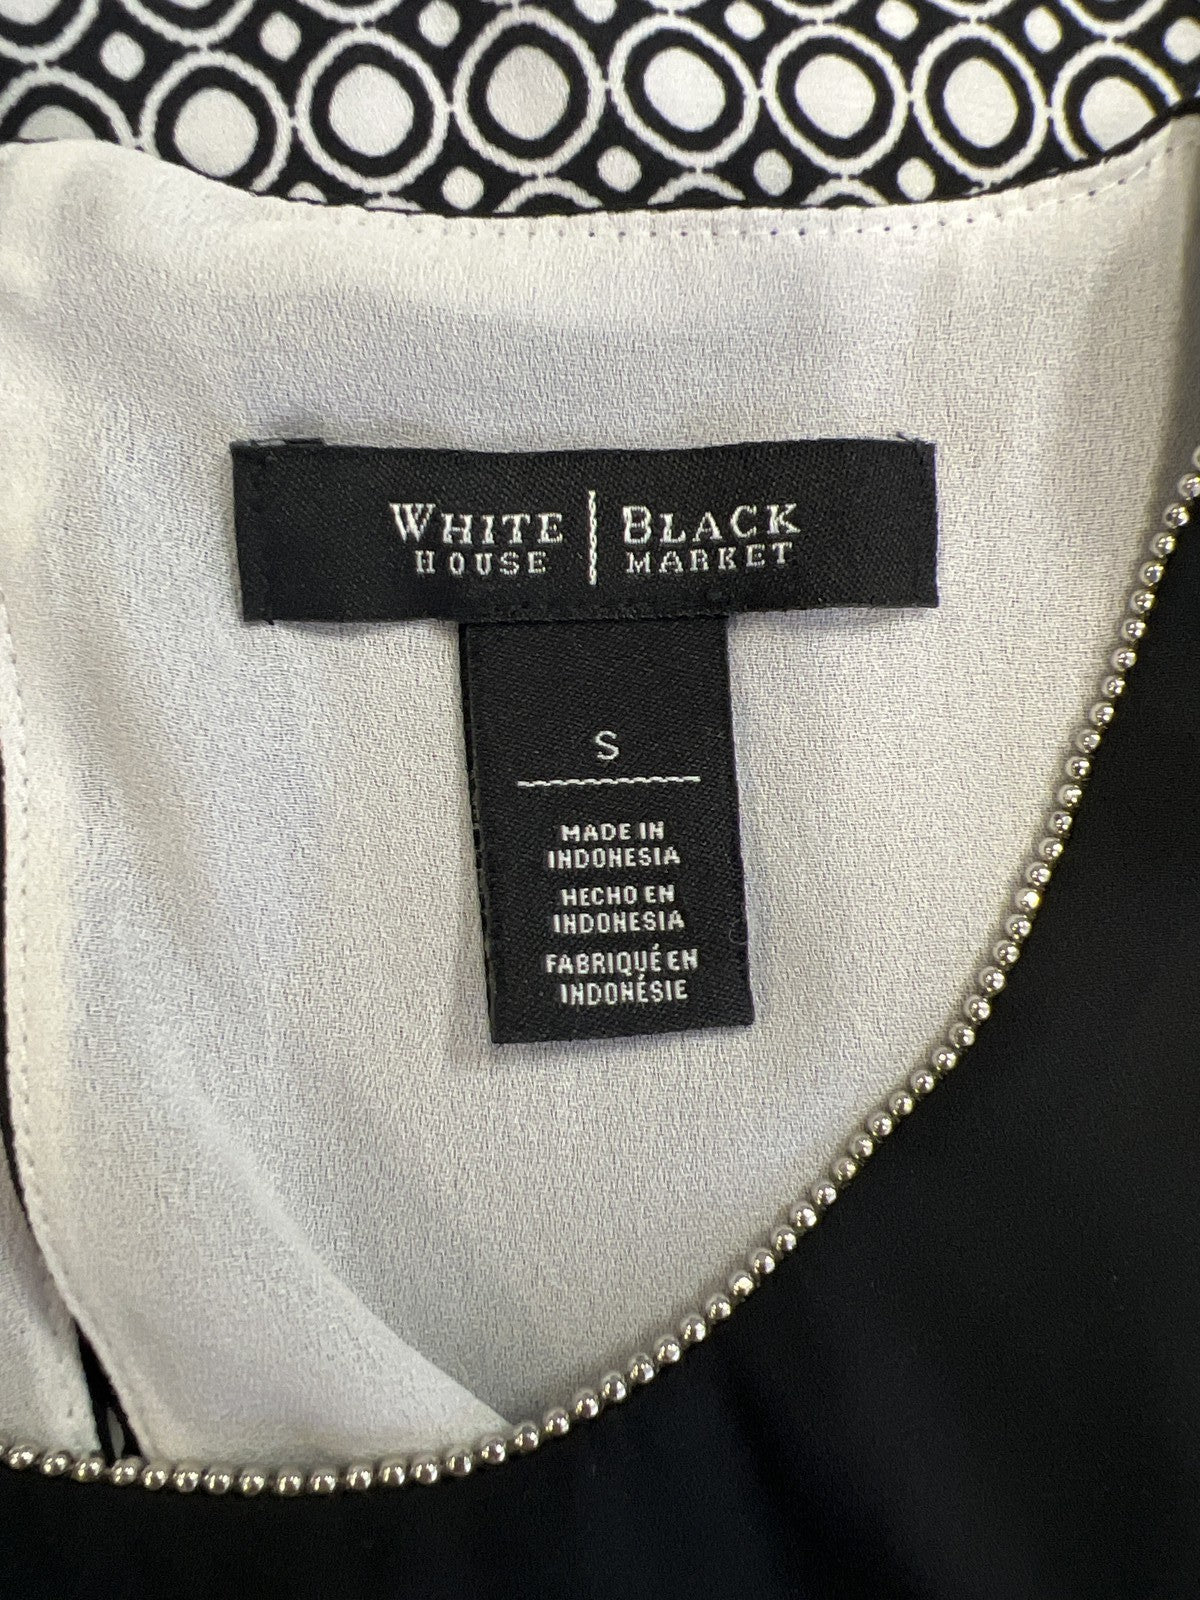 WHITE HOUSE | BLACK MARKET
S
MADE IN
INDONESIA
HECHO EN
INDONESIA
FABRIQUÉ EN
INDONÉSIE